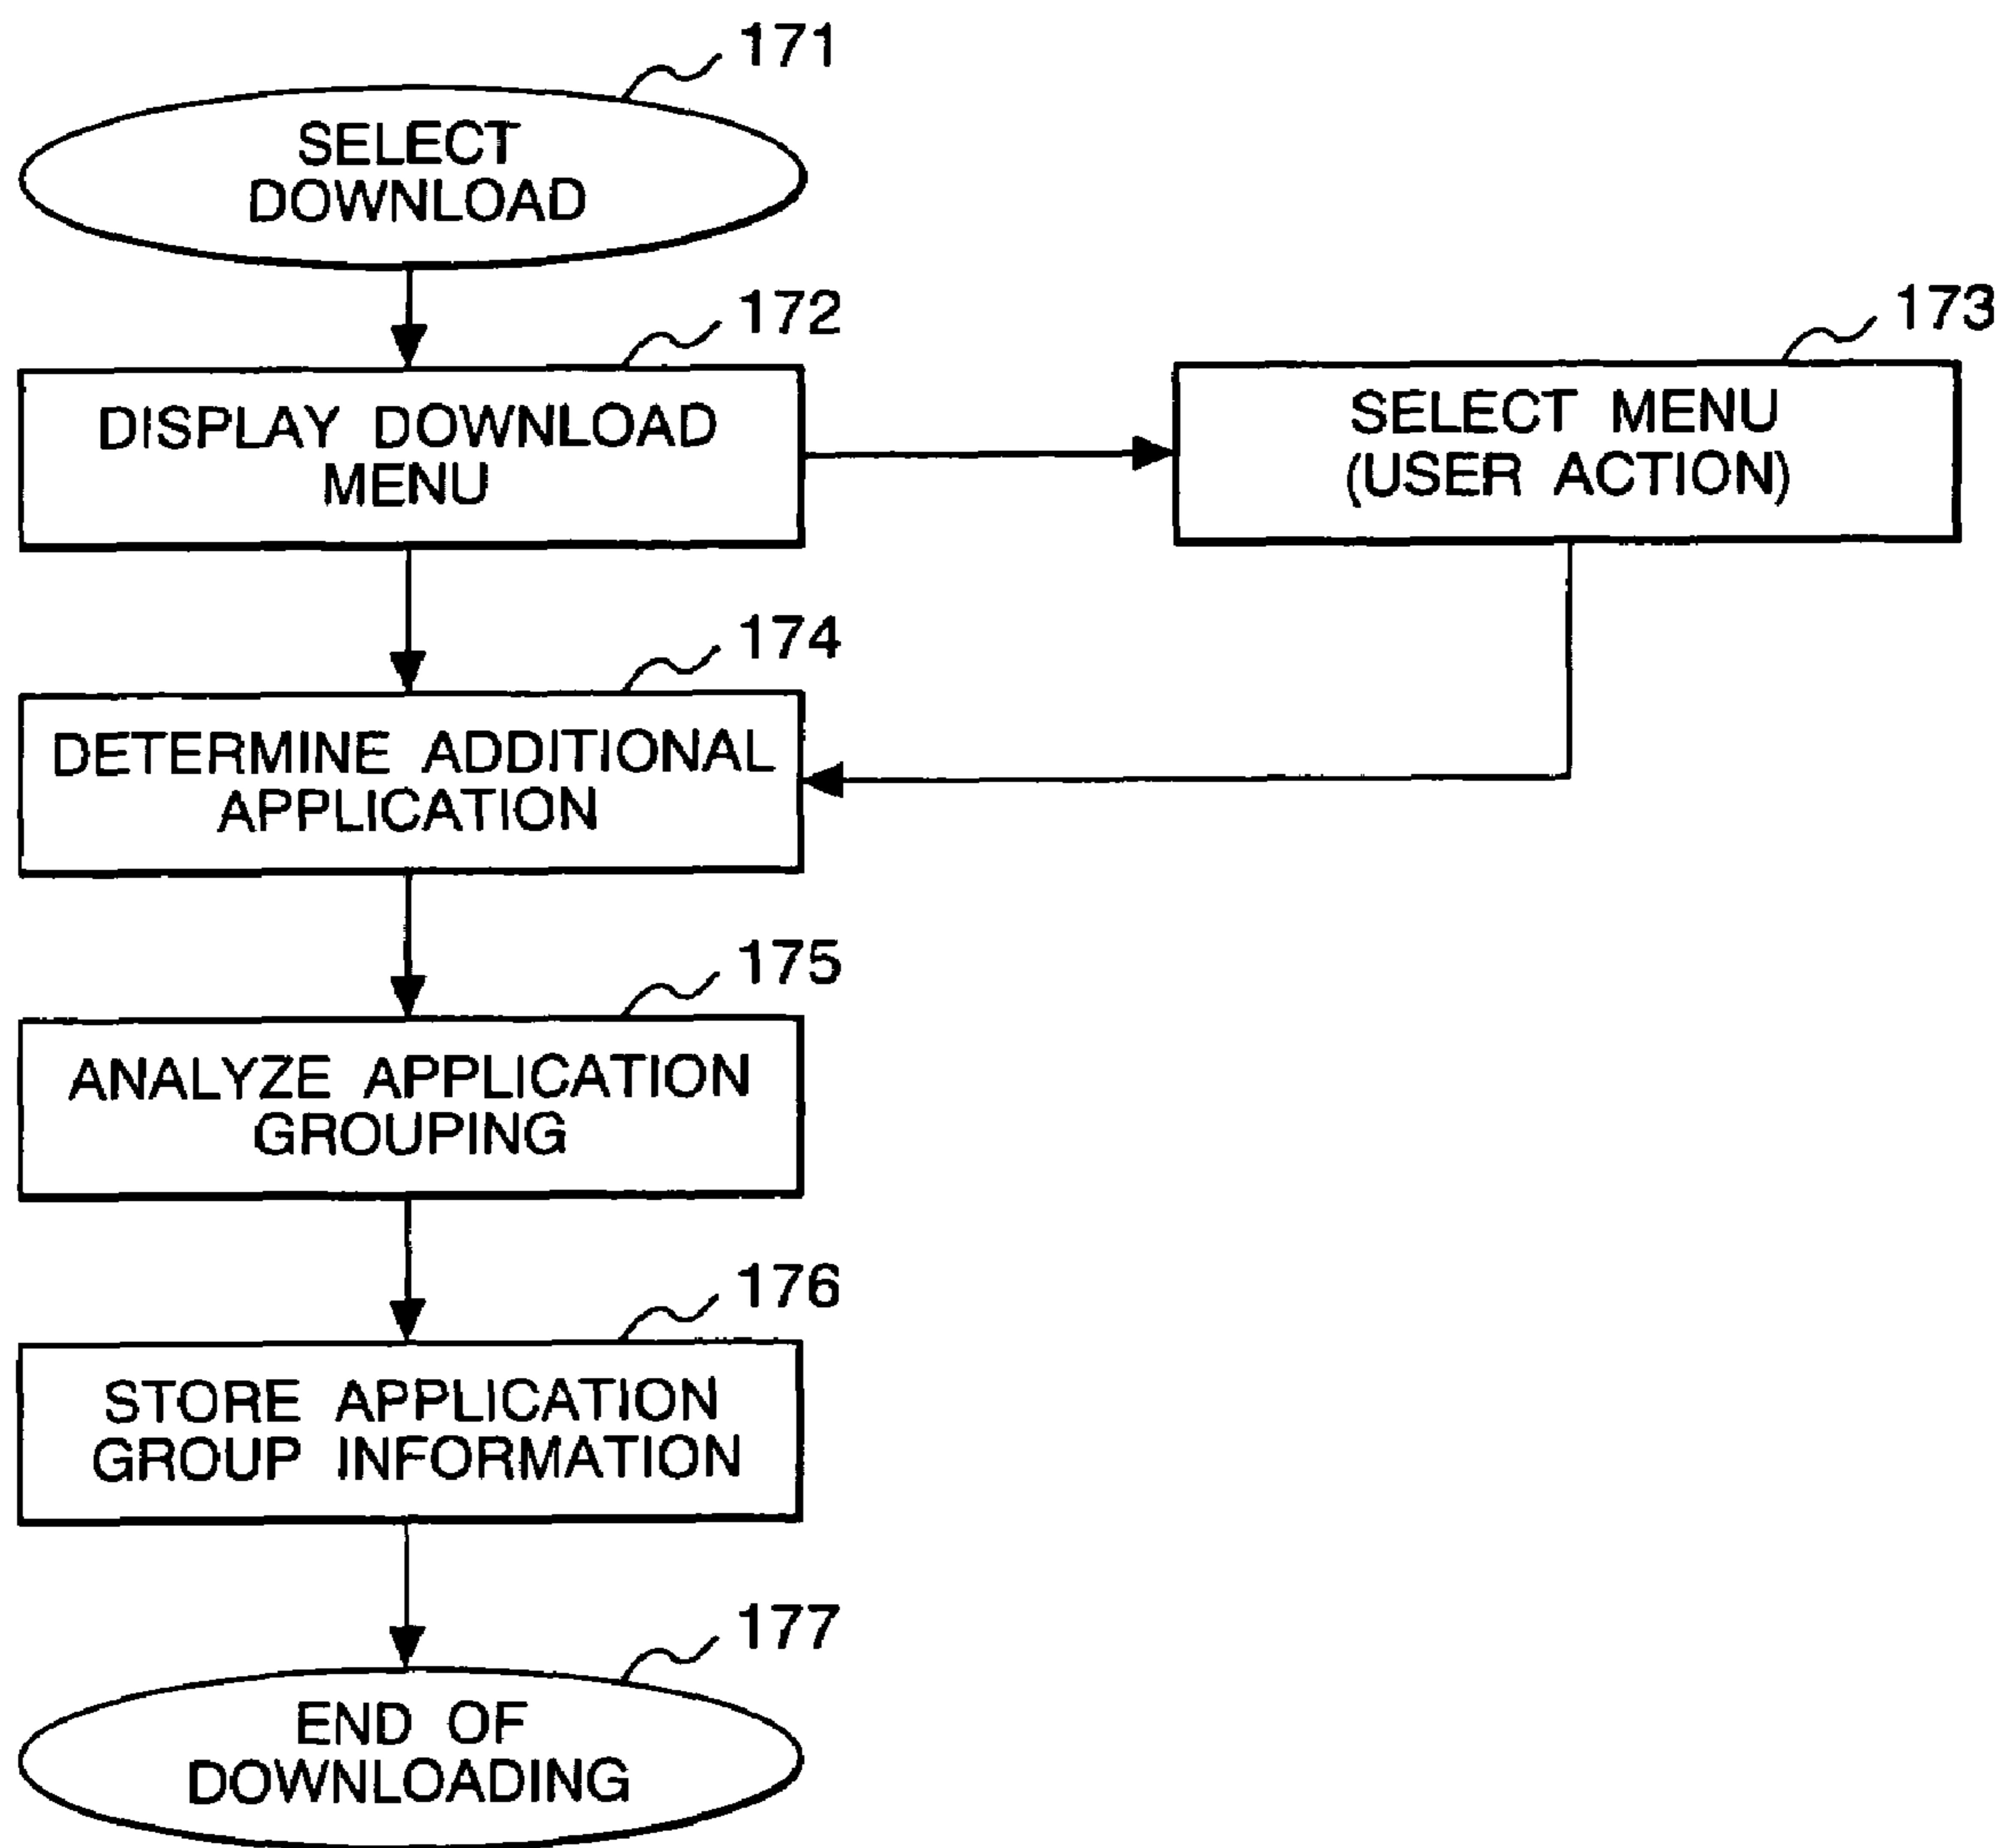 171
SELECT
DOWNLOAD
172
DISPLAY DOWNLOAD
MENU
173
SELECT MENU
(USER ACTION)
174
DETERMINE ADDITIONAL
APPLICATION
175
ANALYZE APPLICATION
GROUPING
176
STORE APPLICATION
GROUP INFORMATION
177
END OF
DOWNLOADING